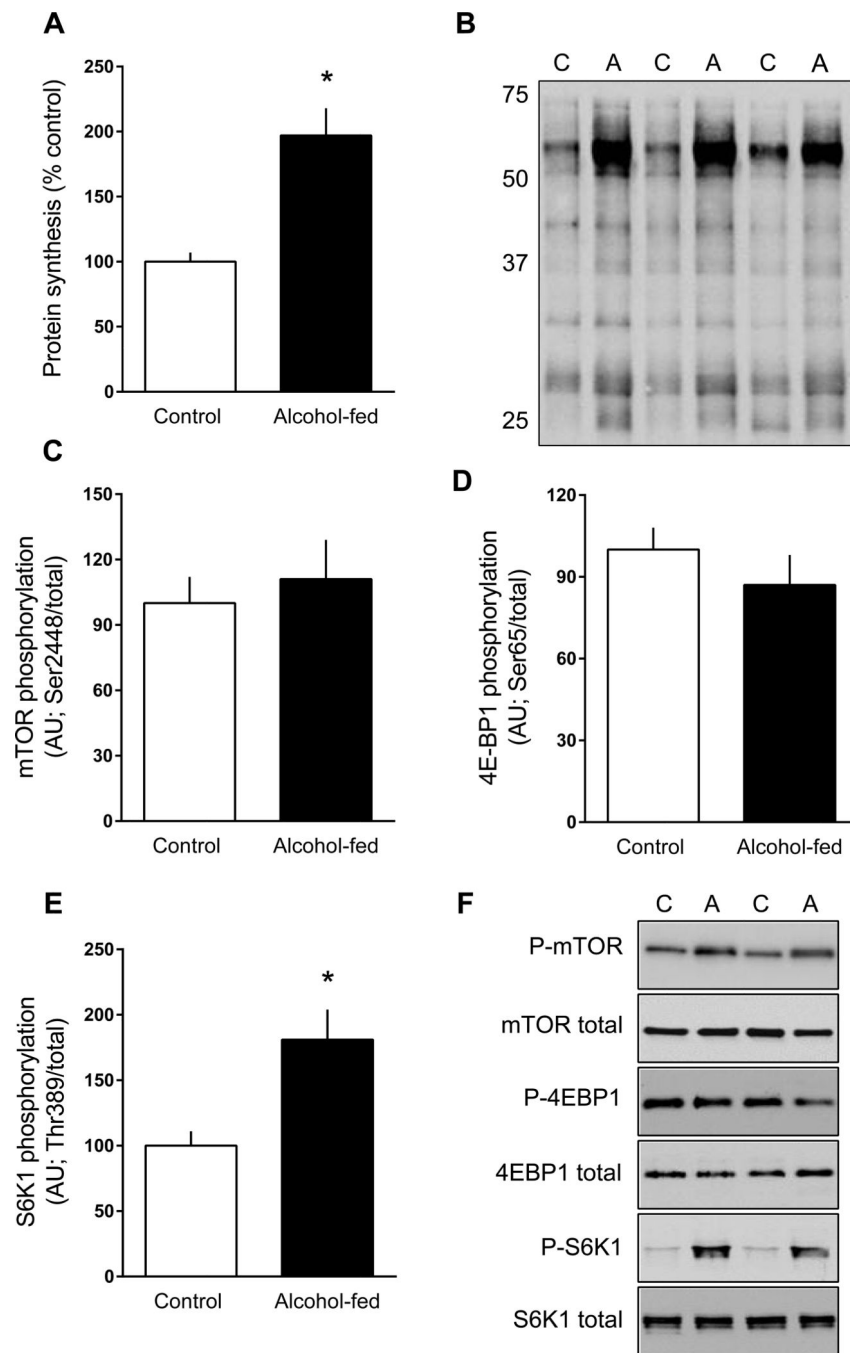 A
Protein synthesis (% control)
250
200
150
100
50
0
*
Control Alcohol-fed
B
C A C A C A
75
50
37
25
C
mTOR phosphorylation
(AU; Ser2448/total)
150
120
90
60
30
0
Control Alcohol-fed
D
4E-BP1 phosphorylation
(AU; Ser65/total)
120
90
60
30
0
Control Alcohol-fed
E
S6K1 phosphorylation
(AU; Thr389/total)
250
200
150
100
50
0
*
Control Alcohol-fed
F
C A C A
P-mTOR
mTOR total
P-4EBP1
4EBP1 total
P-S6K1
S6K1 total